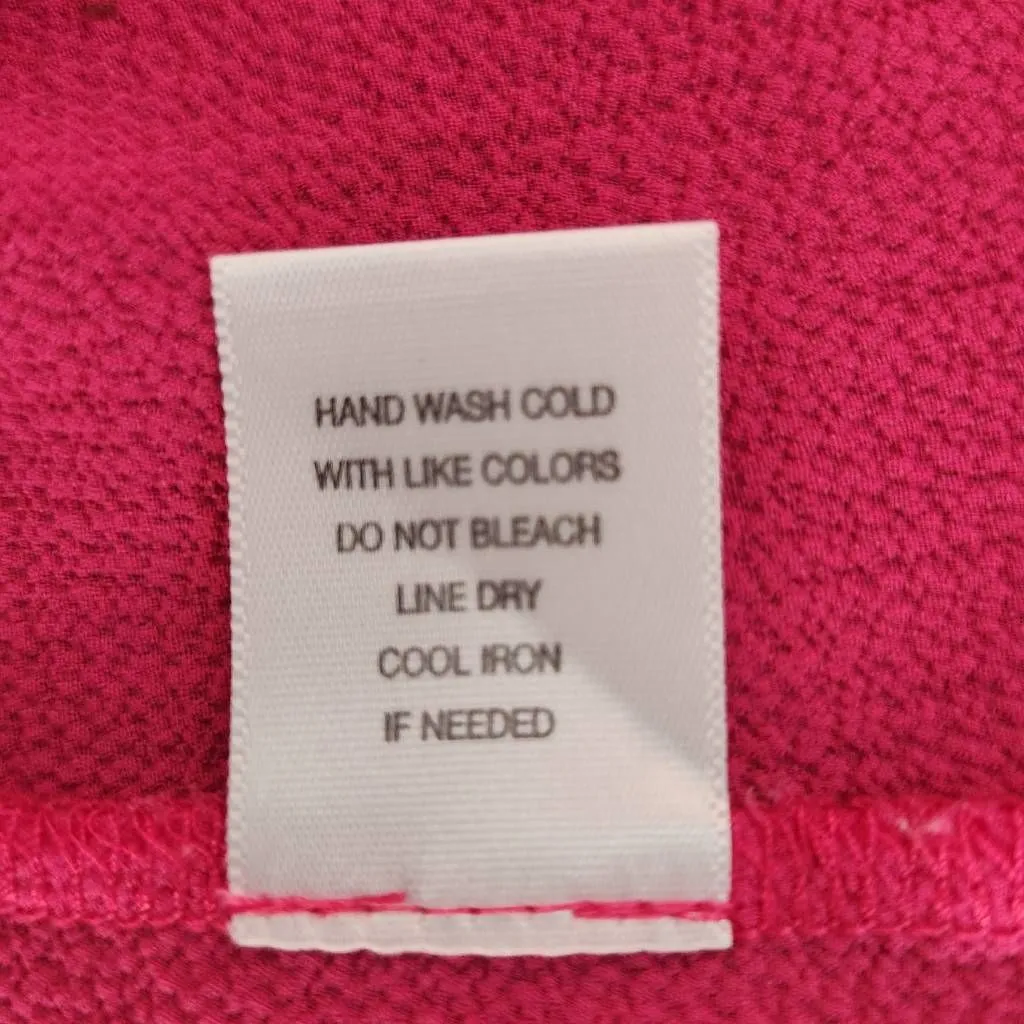 HAND WASH COLD
WITH LIKE COLORS
DO NOT BLEACH
LINE DRY
COOL IRON
IF NEEDED